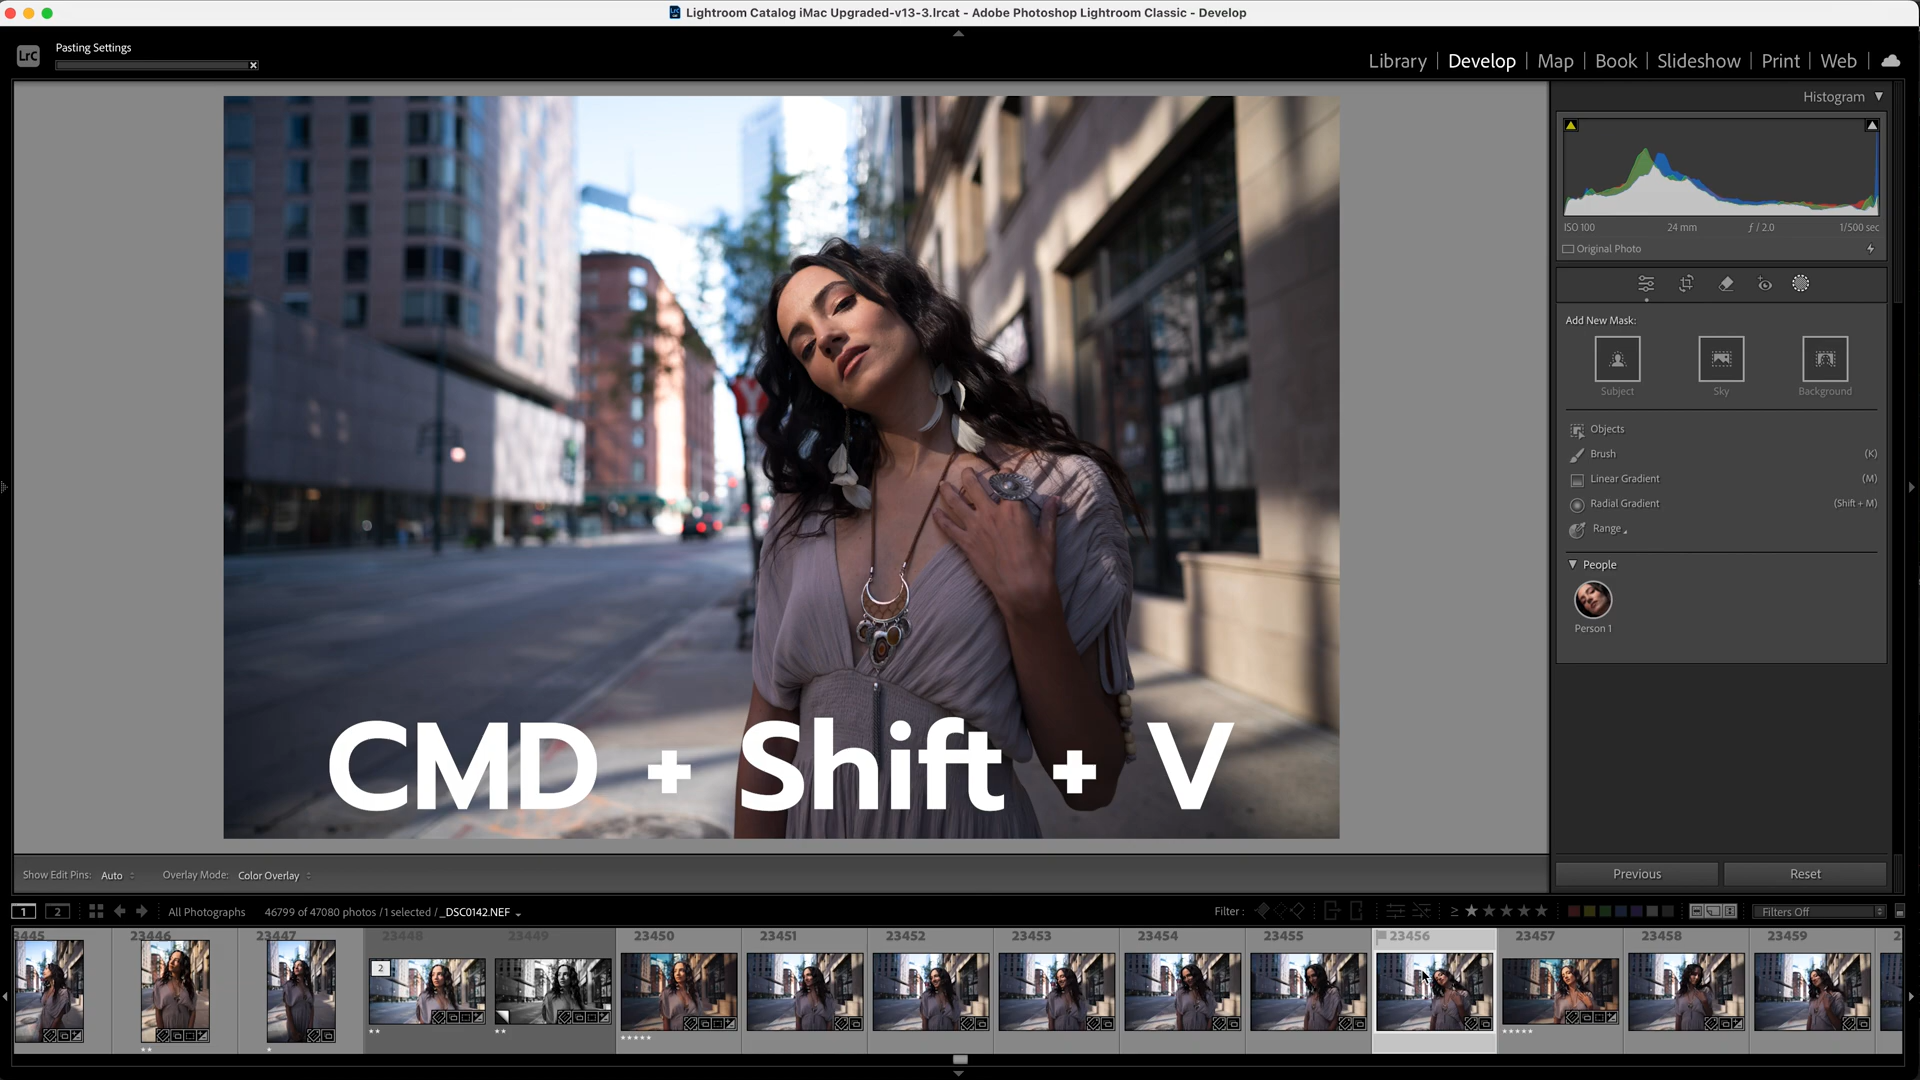 Lightroom Catalog iMac Upgraded-v13-3.lrcat - Adobe Photoshop Lightroom Classic - Develop
LrC
Pasting Settings
Library | Develop | Map | Book | Slideshow | Print | Web
Histogram
ISO 100 24 mm ƒ / 2.0 1/500 sec
Original Photo
Add New Mask:
Subject Sky Background
Objects
Brush (K)
Linear Gradient (M)
Radial Gradient (Shift + M)
Range
People
Person 1
CMD + Shift + V
Show Edit Pins: Auto Overlay Mode: Color Overlay
Previous Reset
1 2 All Photographs 46799 of 47080 photos / 1 selected / _DSC0142.NEF Filter : ≥ ★★★★★ Filters Off
23446 23447 23448 23449 23450 23451 23452 23453 23454 23455 23456 23457 23458 23459
2